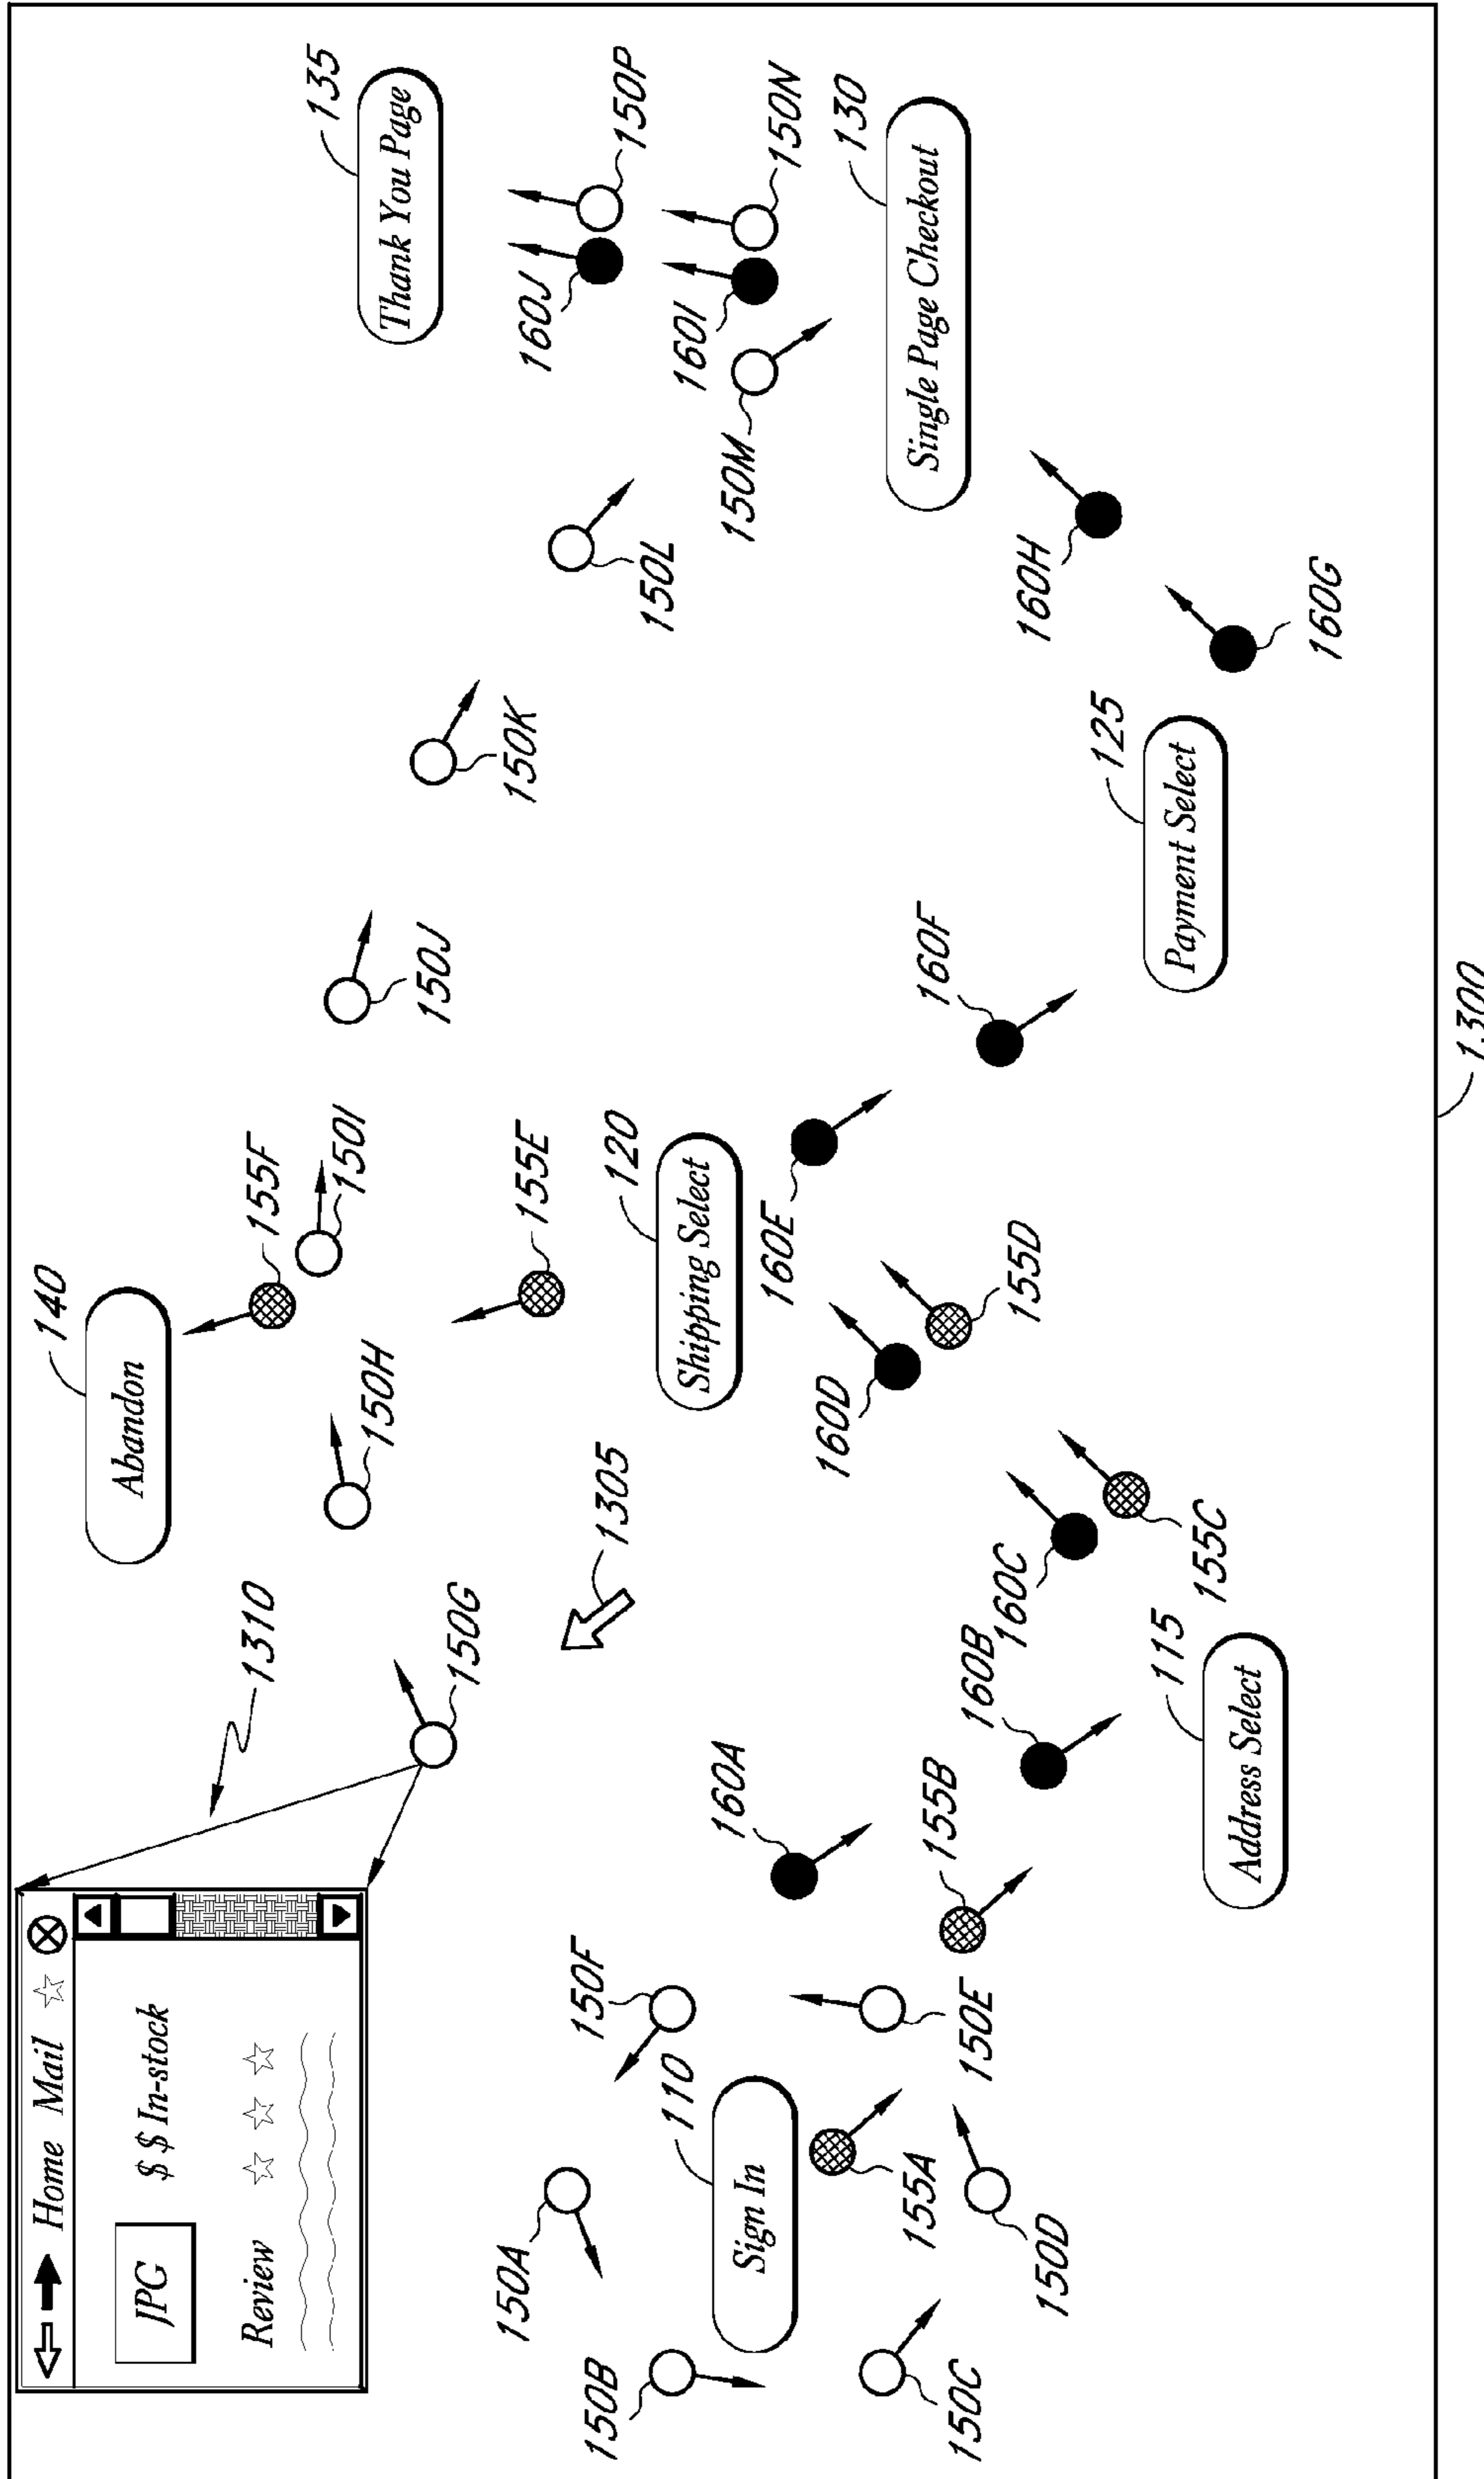 Home Mail
JPG
$ $ In-stock
Review
1310
140
Abandon
135
Thank You Page
155F
150I
150H
150J
150G
150K
155E
150A
150F
1305
120
Shipping Select
150L
160J
150P
150B
110
Sign In
160A
160I
150N
150M
130
Single Page Checkout
155A
150E
155B
160D
160E
155D
160F
150C
150D
160B
160C
155C
160H
125
Payment Select
115
Address Select
160G
1300